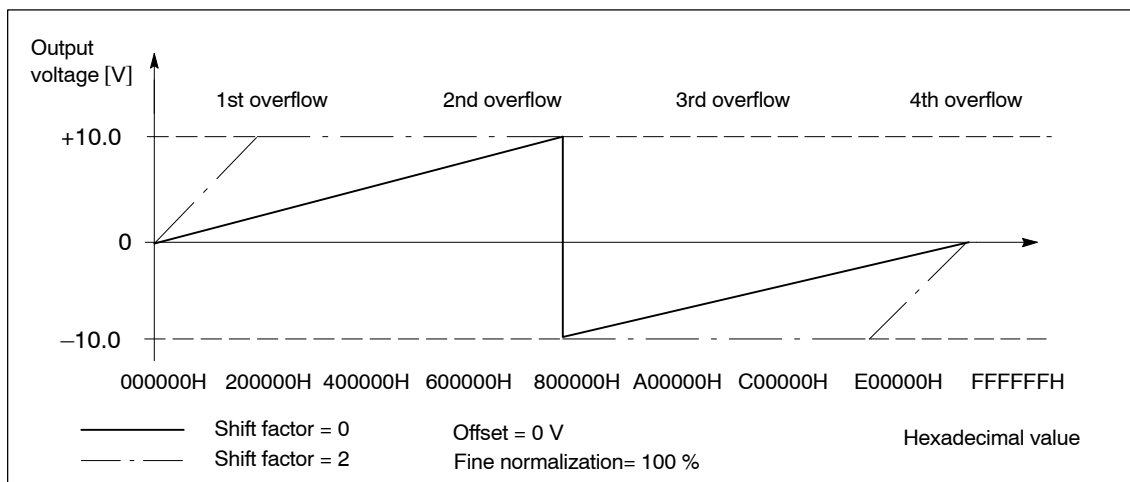 Output
voltage [V]
1st overflow 2nd overflow 3rd overflow 4th overflow
+10.0
0
−10.0
000000H 200000H 400000H 600000H 800000H A00000H C00000H E00000H FFFFFFH
Shift factor = 0 Offset = 0 V Hexadecimal value
Shift factor = 2 Fine normalization= 100 %